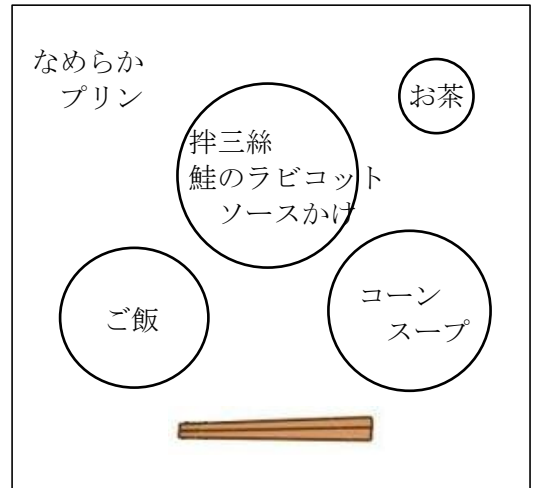 なめらか
プリン
お茶
拌三絲
鮭のラビコット
ソースかけ
ご飯
コーン
スープ